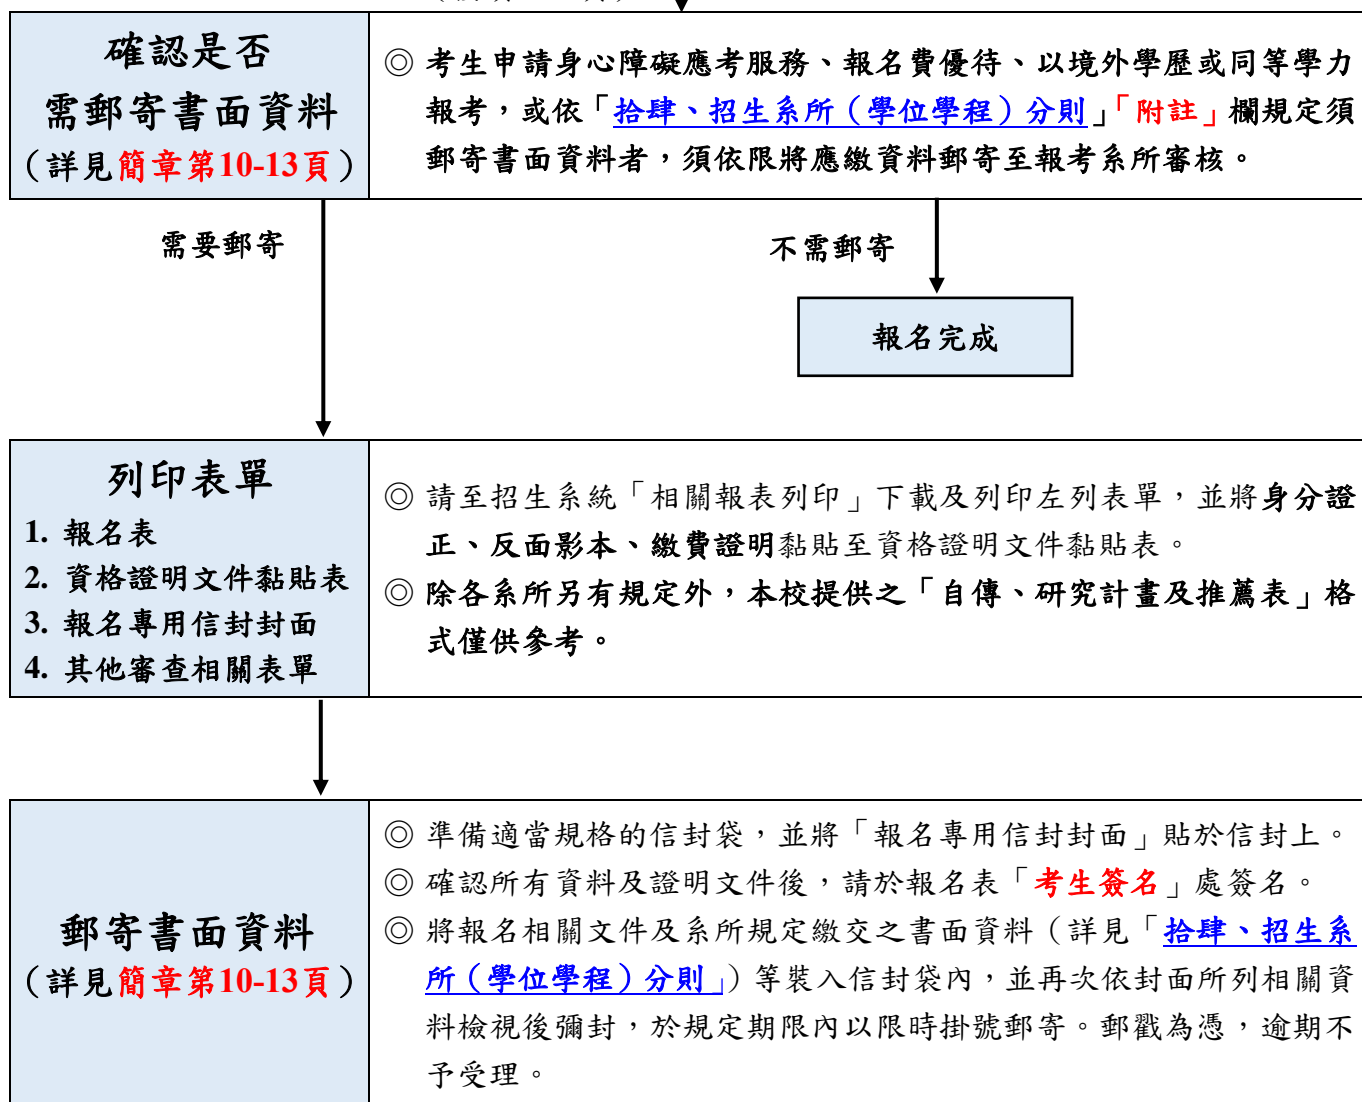 確認是否
需郵寄書面資料
（詳見簡章第10-13頁）
◎ 考生申請身心障礙應考服務、報名費優待、以境外學歷或同等學力
報考，或依「拾肆、招生系所（學位學程）分則」「附註」欄規定須
郵寄書面資料者，須依限將應繳資料郵寄至報考系所審核。
需要郵寄
不需郵寄
報名完成
列印表單
1. 報名表
2. 資格證明文件黏貼表
3. 報名專用信封封面
4. 其他審查相關表單
◎ 請至招生系統「相關報表列印」下載及列印左列表單，並將身分證
正、反面影本、繳費證明黏貼至資格證明文件黏貼表。
◎ 除各系所另有規定外，本校提供之「自傳、研究計畫及推薦表」格
式僅供參考。
郵寄書面資料
（詳見簡章第10-13頁）
◎ 準備適當規格的信封袋，並將「報名專用信封封面」貼於信封上。
◎ 確認所有資料及證明文件後，請於報名表「考生簽名」處簽名。
◎ 將報名相關文件及系所規定繳交之書面資料（詳見「拾肆、招生系
所（學位學程）分則」）等裝入信封袋內，並再次依封面所列相關資
料檢視後彌封，於規定期限內以限時掛號郵寄。郵戳為憑，逾期不
予受理。